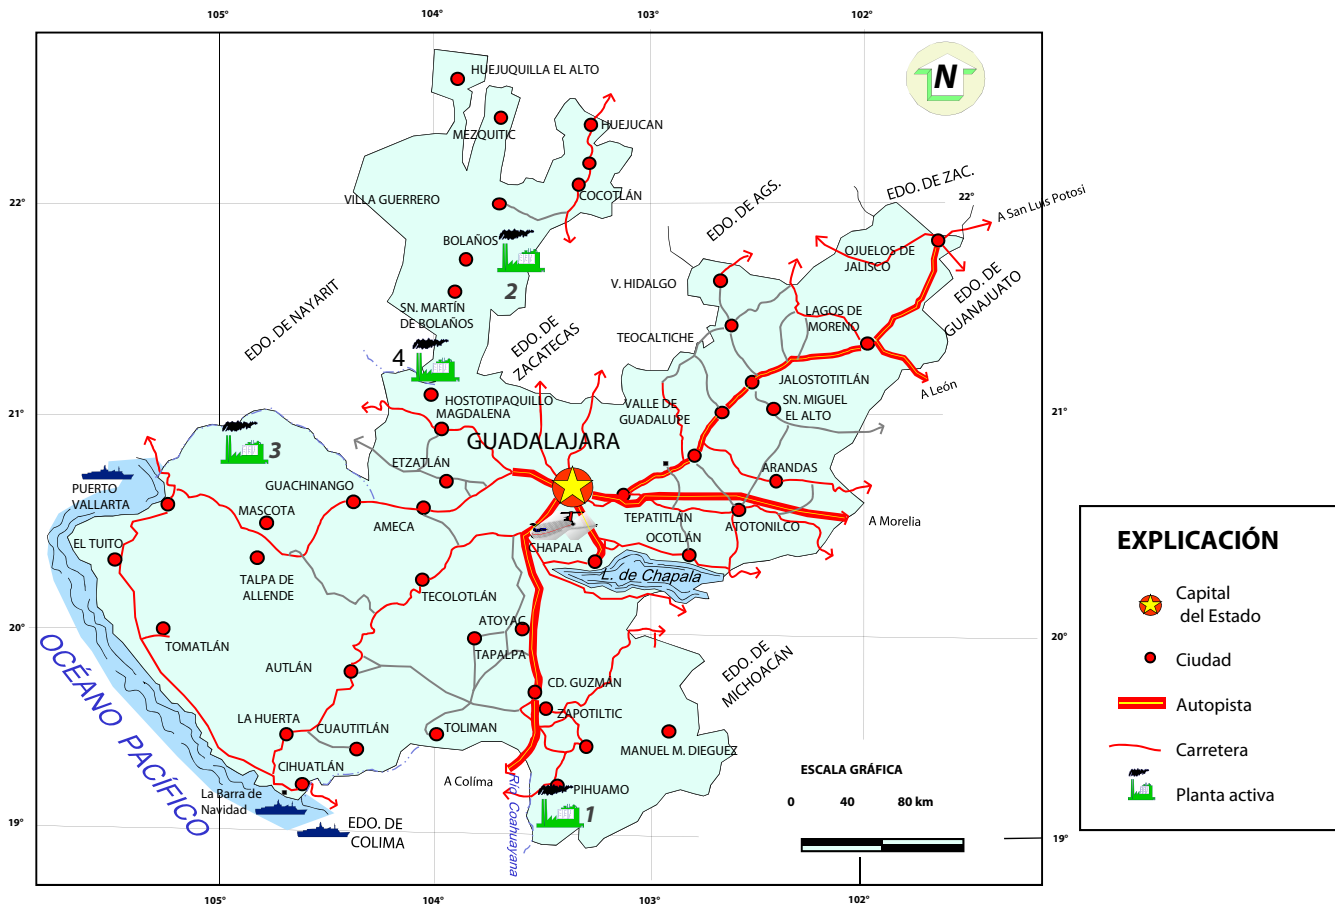 105°
104°
103°
102°
HUEJUQUILLA EL ALTO
N
MEZQUITIC
HUEJUCAN
EDO. DE ZAC.
EDO. DE AGS.
VILLA GUERRERO
COCOTLÁN
22°
22°
A San Luis Potosi
BOLAÑOS
OJUELOS DE
JALISCO
EDO. DE
GUANAJUATO
2
V. HIDALGO
EDO. DE NAYARIT
SN. MARTÍN
DE BOLAÑOS
LAGOS DE
MORENO
EDO. DE
ZACATECAS
TEOCALTICHE
4
JALOSTOTITLÁN
A León
HOSTOTIPAQUILLO
MAGDALENA
VALLE DE
GUADALUPE
SN. MIGUEL
EL ALTO
21°
21°
GUADALAJARA
3
ETZATLÁN
ARANDAS
PUERTO
VALLARTA
GUACHINANGO
MASCOTA
AMECA
TEPATITLÁN
ATOTONILCO
A Morelia
OCOTLÁN
EL TUITO
CHAPALA
L. de Chapala
TALPA DE
ALLENDE
TECOLOTLÁN
ATOYAC
20°
20°
TOMATLÁN
TAPALPA
AUTLÁN
EDO. DE
MICHOACÁN
OCÉANO PACÍFICO
CD. GUZMÁN
LA HUERTA
CUAUTITLÁN
TOLIMAN
ZAPOTILTIC
MANUEL M. DIEGUEZ
CIHUATLÁN
A Colíma
PIHUAMO
La Barra de
Navidad
Río Coahuayana
1
EDO. DE
COLIMA
19°
19°
ESCALA GRÁFICA
0 40 80 km
105°
104°
103°
102°
EXPLICACIÓN
Capital
del Estado
Ciudad
Autopista
Carretera
Planta activa